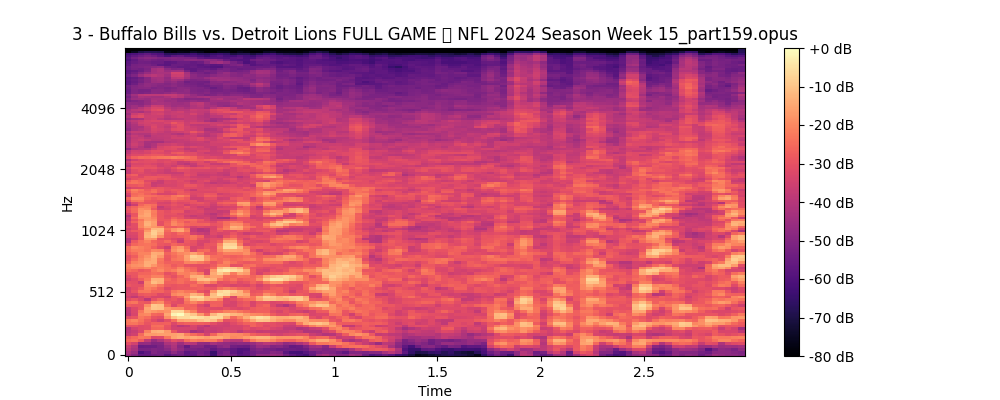 3 - Buffalo Bills vs. Detroit Lions FULL GAME ▯ NFL 2024 Season Week 15_part159.opus
+0 dB
4096
-10 dB
-20 dB
2048
-30 dB
Hz
1024
-40 dB
-50 dB
512
-60 dB
-70 dB
0
-80 dB
0 0.5 1 1.5 2 2.5
Time